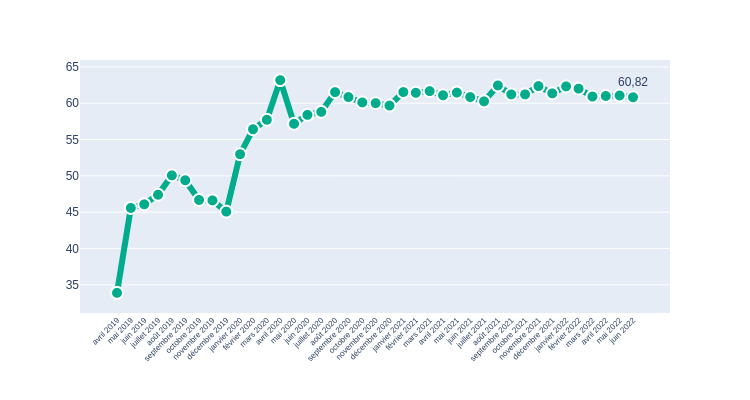 65
60,82
60
55
50
45
40
35
avril 2019
mai 2019
juin 2019
juillet 2019
août 2019
septembre 2019
octobre 2019
novembre 2019
décembre 2019
janvier 2020
février 2020
mars 2020
avril 2020
mai 2020
juin 2020
juillet 2020
août 2020
septembre 2020
octobre 2020
novembre 2020
décembre 2020
janvier 2021
février 2021
mars 2021
avril 2021
mai 2021
juin 2021
juillet 2021
août 2021
septembre 2021
octobre 2021
novembre 2021
décembre 2021
janvier 2022
février 2022
mars 2022
avril 2022
mai 2022
juin 2022